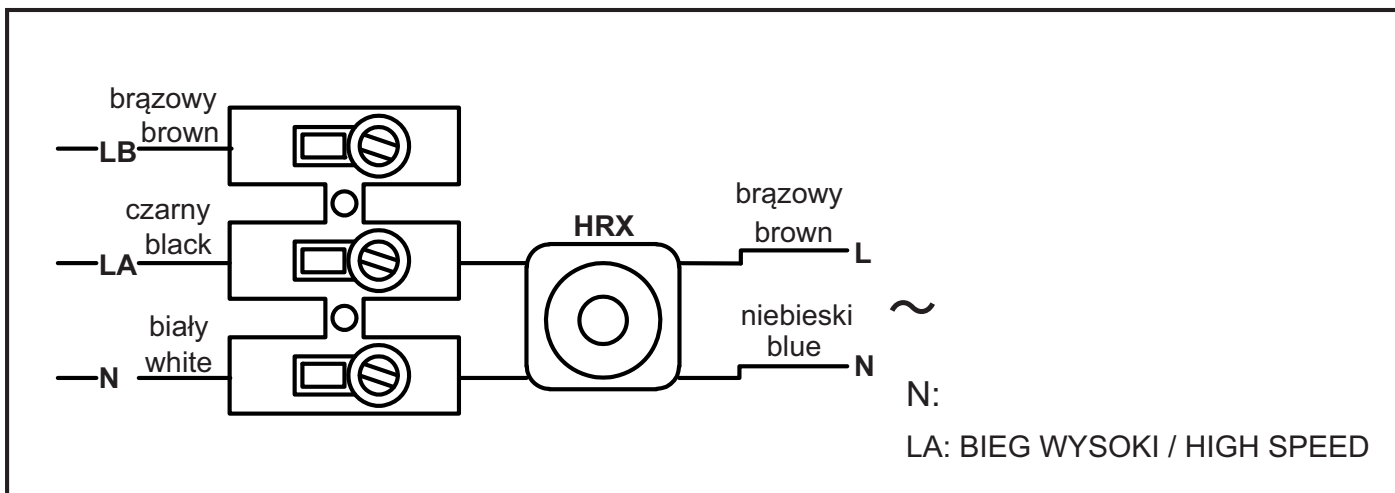 brązowy
brown
LB
czarny
black
LA
biały
white
N
HRX
brązowy
brown
L
niebieski
blue
N
~
N:
LA: BIEG WYSOKI / HIGH SPEED